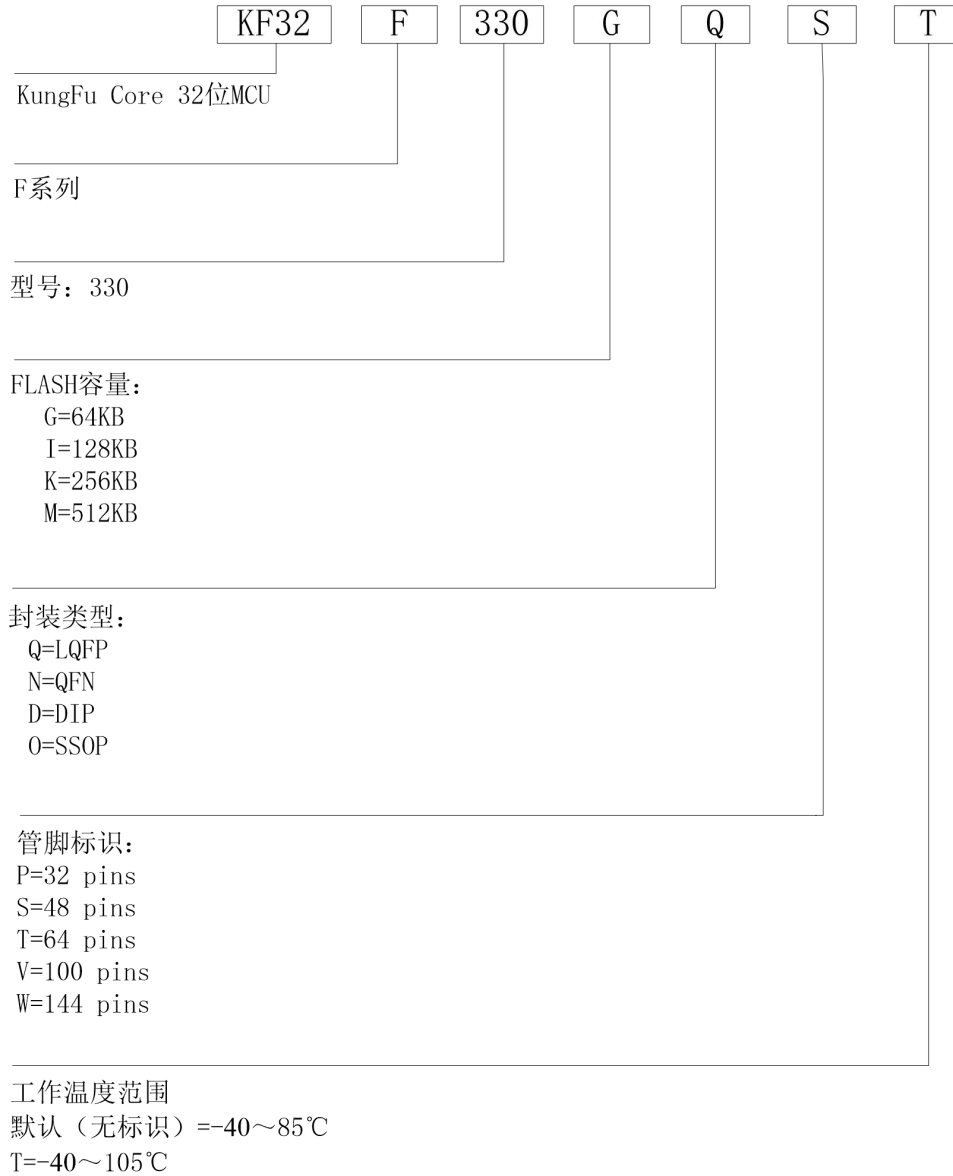 KF32 F 330 G Q S T
KungFu Core 32位MCU
F系列
型号：330
FLASH容量：
G=64KB
I=128KB
K=256KB
M=512KB
封装类型：
Q=LQFP
N=QFN
D=DIP
O=SSOP
管脚标识：
P=32 pins
S=48 pins
T=64 pins
V=100 pins
W=144 pins
工作温度范围
默认（无标识）=-40～85℃
T=-40～105℃